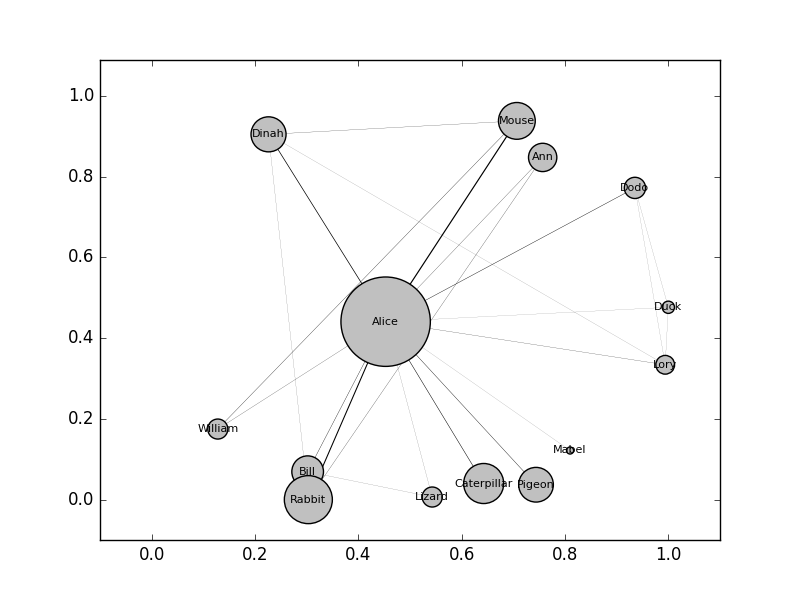 1.0
Mouse
Dinah
Ann
0.8
Dodo
0.6
Duck
Alice
0.4
Lory
0.2
William
Mabel
Bill
Caterpillar
Pigeon
Lizard
Rabbit
0.0
0.0 0.2 0.4 0.6 0.8 1.0